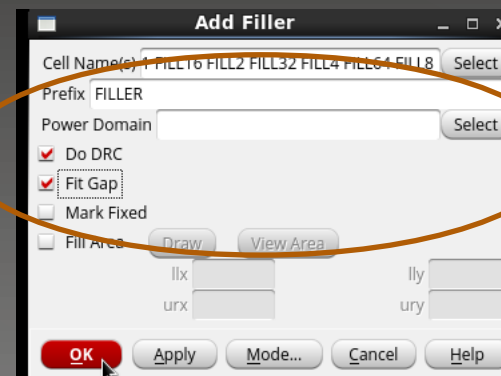 Add Filler
Cell Name(s) 1 FILL16 FILL2 FILL32 FILL4 FILL64 FILL8 Select
Prefix FILLER
Power Domain Select
Do DRC
Fit Gap
Mark Fixed
Fill Area Draw View Area
llx lly
urx ury
OK Apply Mode... Cancel Help